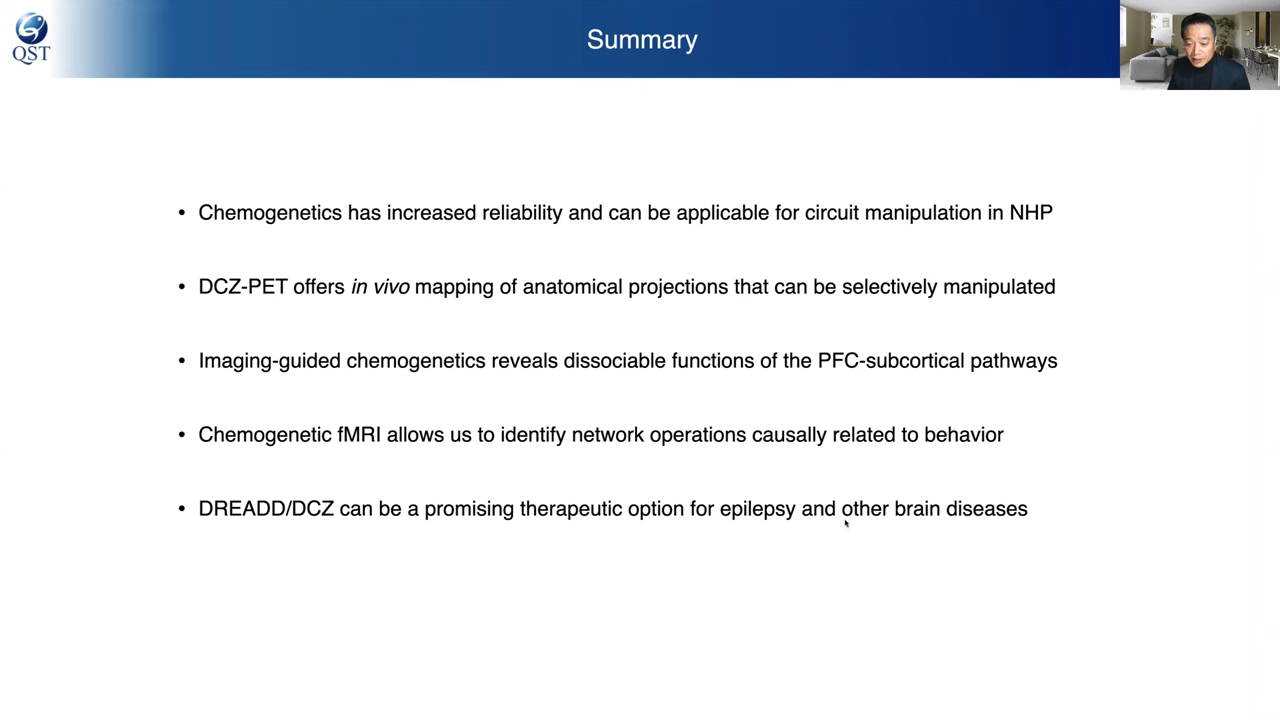 QST
Summary
• Chemogenetics has increased reliability and can be applicable for circuit manipulation in NHP
• DCZ-PET offers in vivo mapping of anatomical projections that can be selectively manipulated
• Imaging-guided chemogenetics reveals dissociable functions of the PFC-subcortical pathways
• Chemogenetic fMRI allows us to identify network operations causally related to behavior
• DREADD/DCZ can be a promising therapeutic option for epilepsy and other brain diseases